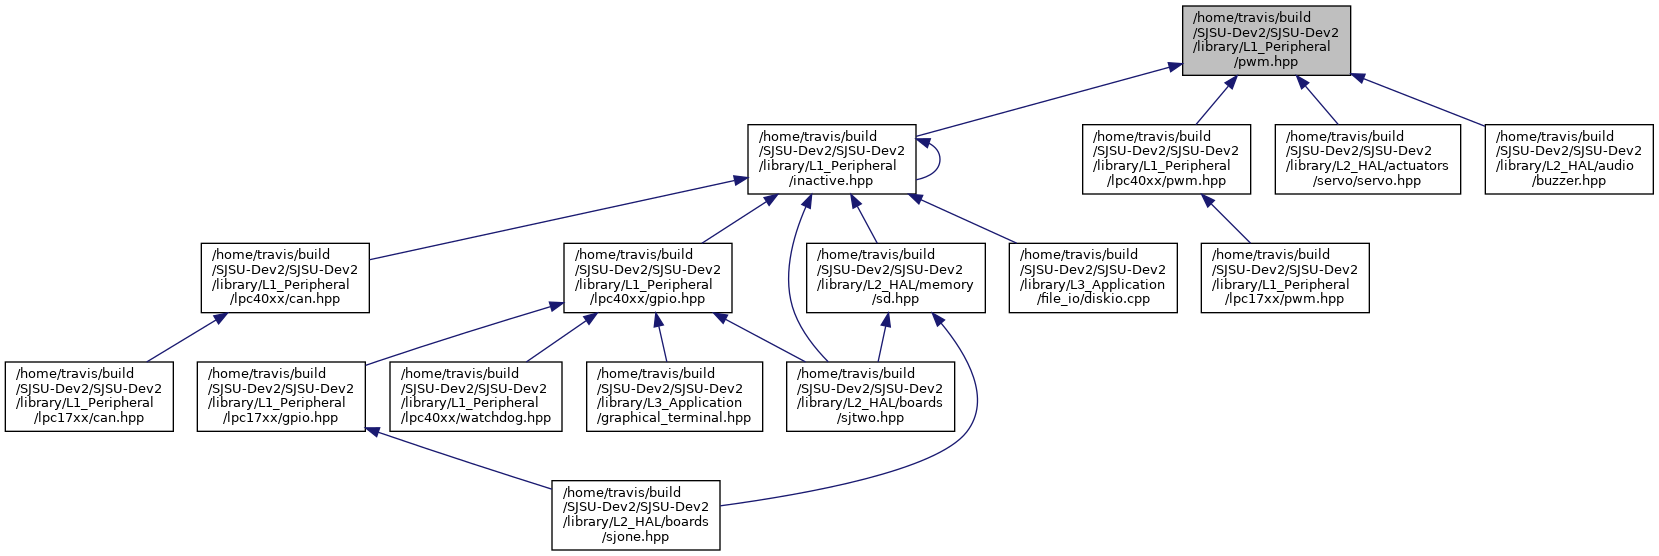 /home/travis/build
/SJSU-Dev2/SJSU-Dev2
/library/L1_Peripheral
/pwm.hpp
/home/travis/build
/SJSU-Dev2/SJSU-Dev2
/library/L1_Peripheral
/inactive.hpp
/home/travis/build
/SJSU-Dev2/SJSU-Dev2
/library/L1_Peripheral
/lpc40xx/pwm.hpp
/home/travis/build
/SJSU-Dev2/SJSU-Dev2
/library/L2_HAL/actuators
/servo/servo.hpp
/home/travis/build
/SJSU-Dev2/SJSU-Dev2
/library/L2_HAL/audio
/buzzer.hpp
/home/travis/build
/SJSU-Dev2/SJSU-Dev2
/library/L1_Peripheral
/lpc40xx/can.hpp
/home/travis/build
/SJSU-Dev2/SJSU-Dev2
/library/L1_Peripheral
/lpc40xx/gpio.hpp
/home/travis/build
/SJSU-Dev2/SJSU-Dev2
/library/L2_HAL/memory
/sd.hpp
/home/travis/build
/SJSU-Dev2/SJSU-Dev2
/library/L3_Application
/file_io/diskio.cpp
/home/travis/build
/SJSU-Dev2/SJSU-Dev2
/library/L1_Peripheral
/lpc17xx/pwm.hpp
/home/travis/build
/SJSU-Dev2/SJSU-Dev2
/library/L1_Peripheral
/lpc17xx/can.hpp
/home/travis/build
/SJSU-Dev2/SJSU-Dev2
/library/L1_Peripheral
/lpc17xx/gpio.hpp
/home/travis/build
/SJSU-Dev2/SJSU-Dev2
/library/L1_Peripheral
/lpc40xx/watchdog.hpp
/home/travis/build
/SJSU-Dev2/SJSU-Dev2
/library/L3_Application
/graphical_terminal.hpp
/home/travis/build
/SJSU-Dev2/SJSU-Dev2
/library/L2_HAL/boards
/sjtwo.hpp
/home/travis/build
/SJSU-Dev2/SJSU-Dev2
/library/L2_HAL/boards
/sjone.hpp